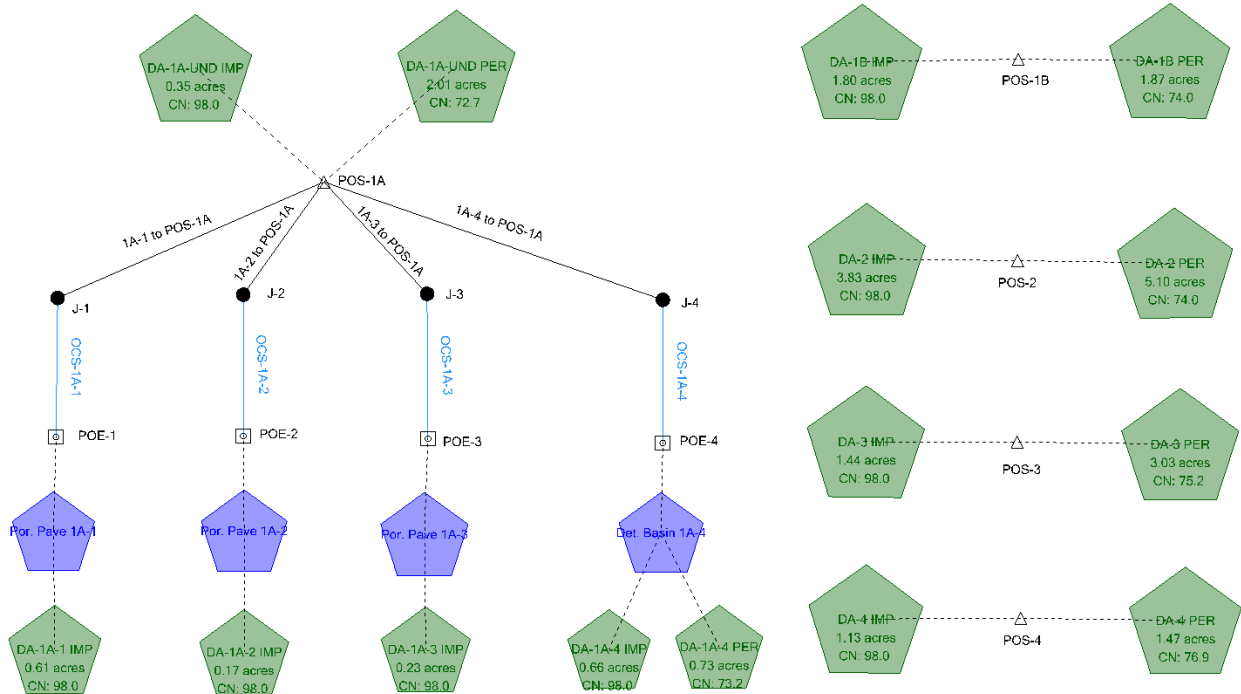 DA-1A-UND IMP
0.35 acres
CN: 98.0
DA-1A-UND PER
2.01 acres
CN: 72.7
POS-1A
1A-1 to POS-1A
1A-2 to POS-1A
1A-3 to POS-1A
1A-4 to POS-1A
J-1
J-2
J-3
J-4
OCS-1A-1
OCS-1A-2
OCS-1A-3
OCS-1A-4
POE-1
POE-2
POE-3
POE-4
Por. Pave 1A-1
Por. Pave 1A-2
Por. Pave 1A-3
Det. Basin 1A-4
DA-1A-1 IMP
0.61 acres
CN: 98.0
DA-1A-2 IMP
0.17 acres
CN: 98.0
DA-1A-3 IMP
0.23 acres
CN: 98.0
DA-1A-4 IMP
0.66 acres
CN: 98.0
DA-1A-4 PER
0.73 acres
CN: 73.2
DA-1B IMP
1.80 acres
CN: 98.0
POS-1B
DA-1B PER
1.87 acres
CN: 74.0
DA-2 IMP
3.83 acres
CN: 98.0
POS-2
DA-2 PER
5.10 acres
CN: 74.0
DA-3 IMP
1.44 acres
CN: 98.0
POS-3
DA-3 PER
3.03 acres
CN: 75.2
DA-4 IMP
1.13 acres
CN: 98.0
POS-4
DA-4 PER
1.47 acres
CN: 76.9